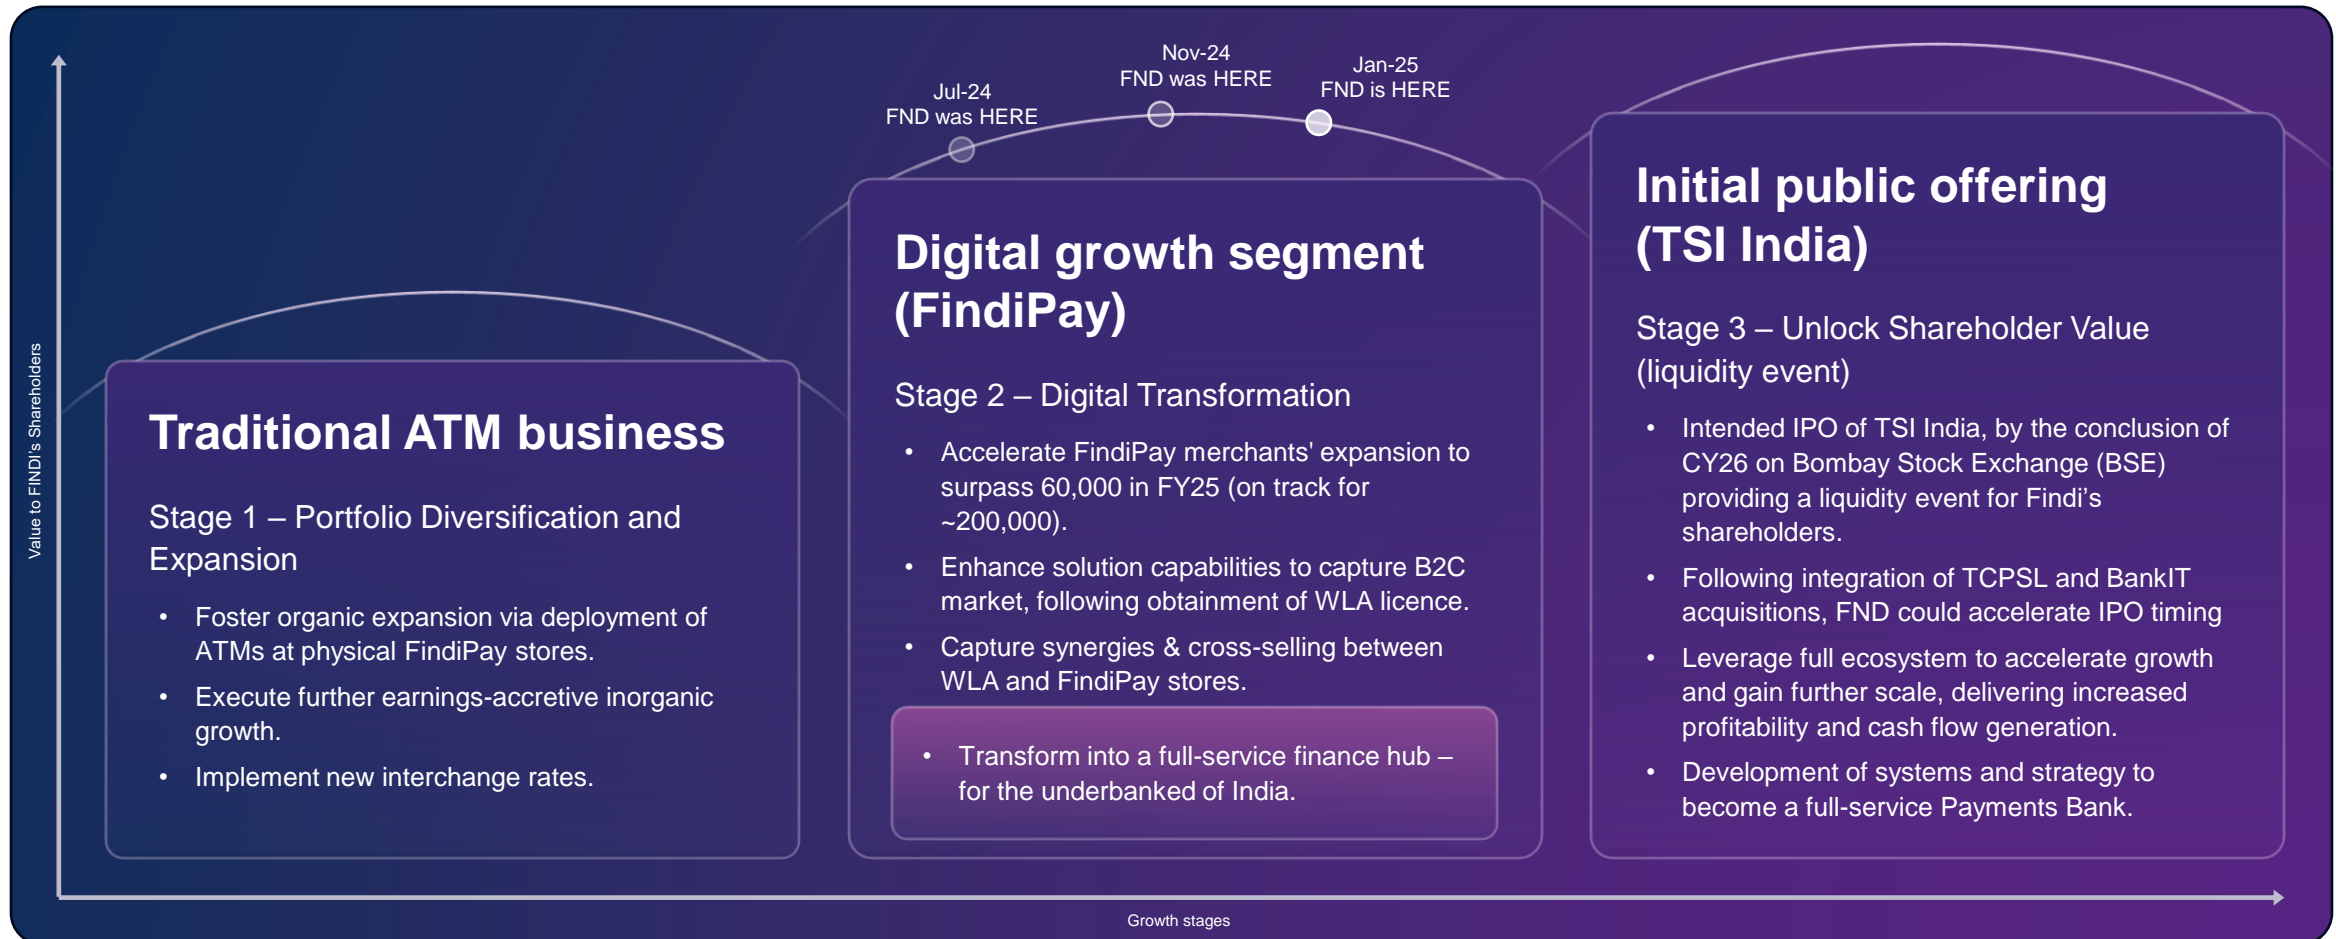 Value to FINDI's Shareholders
Traditional ATM business
Stage 1 – Portfolio Diversification and
Expansion
• Foster organic expansion via deployment of
ATMs at physical FindiPay stores.
• Execute further earnings-accretive inorganic
growth.
• Implement new interchange rates.
Jul-24
FND was HERE
Nov-24
FND was HERE
Jan-25
FND is HERE
Digital growth segment
(FindiPay)
Stage 2 – Digital Transformation
• Accelerate FindiPay merchants' expansion to
surpass 60,000 in FY25 (on track for
~200,000).
• Enhance solution capabilities to capture B2C
market, following obtainment of WLA licence.
• Capture synergies & cross-selling between
WLA and FindiPay stores.
• Transform into a full-service finance hub –
for the underbanked of India.
Initial public offering
(TSI India)
Stage 3 – Unlock Shareholder Value
(liquidity event)
• Intended IPO of TSI India, by the conclusion of
CY26 on Bombay Stock Exchange (BSE)
providing a liquidity event for Findi’s
shareholders.
• Following integration of TCPSL and BankIT
acquisitions, FND could accelerate IPO timing
• Leverage full ecosystem to accelerate growth
and gain further scale, delivering increased
profitability and cash flow generation.
• Development of systems and strategy to
become a full-service Payments Bank.
Growth stages